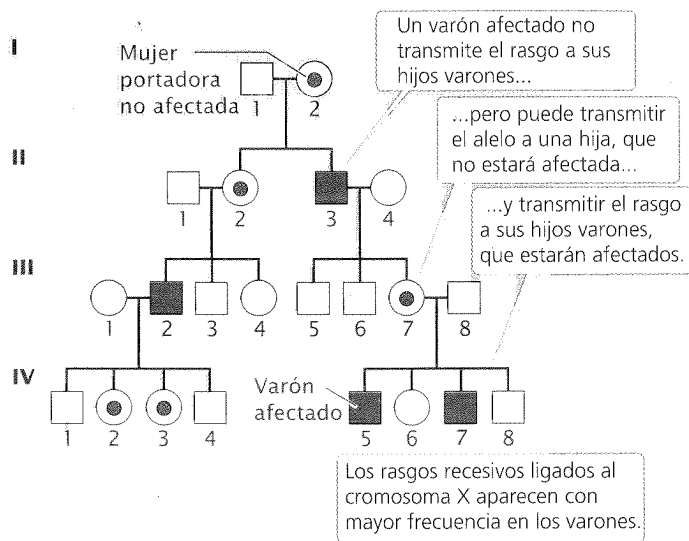 I
Mujer
portadora
no afectada
1
2
Un varón afectado no
transmite el rasgo a sus
hijos varones...
...pero puede transmitir
el alelo a una hija, que
no estará afectada...
II
1
2
3
4
...y transmitir el rasgo
a sus hijos varones,
que estarán afectados.
III
1
2
3
4
5
6
7
8
IV
Varón
afectado
1
2
3
4
5
6
7
8
Los rasgos recesivos ligados al
cromosoma X aparecen con
mayor frecuencia en los varones.